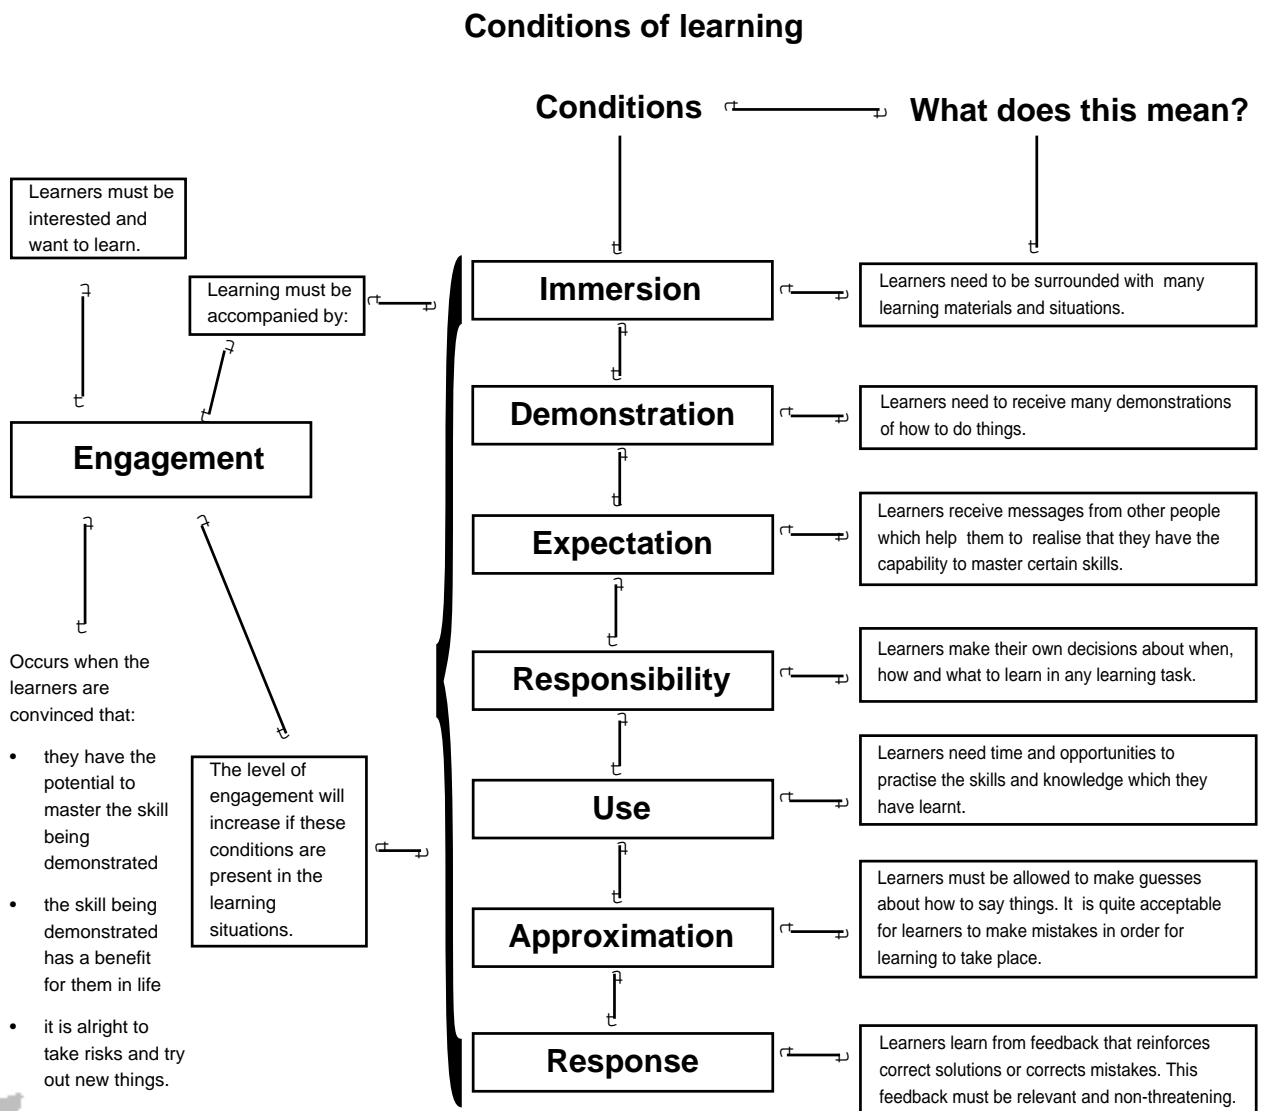 Conditions of learning
Conditions
What does this mean?
Learners must be
interested and
want to learn.
Learning must be
accompanied by:
Engagement
Occurs when the
learners are
convinced that:
• they have the
potential to
master the skill
being
demonstrated
• the skill being
demonstrated
has a benefit
for them in life
• it is alright to
take risks and try
out new things.
The level of
engagement will
increase if these
conditions are
present in the
learning
situations.
Immersion
Learners need to be surrounded with many
learning materials and situations.
Demonstration
Learners need to receive many demonstrations
of how to do things.
Expectation
Learners receive messages from other people
which help them to realise that they have the
capability to master certain skills.
Responsibility
Learners make their own decisions about when,
how and what to learn in any learning task.
Use
Learners need time and opportunities to
practise the skills and knowledge which they
have learnt.
Approximation
Learners must be allowed to make guesses
about how to say things. It is quite acceptable
for learners to make mistakes in order for
learning to take place.
Response
Learners learn from feedback that reinforces
correct solutions or corrects mistakes. This
feedback must be relevant and non-threatening.